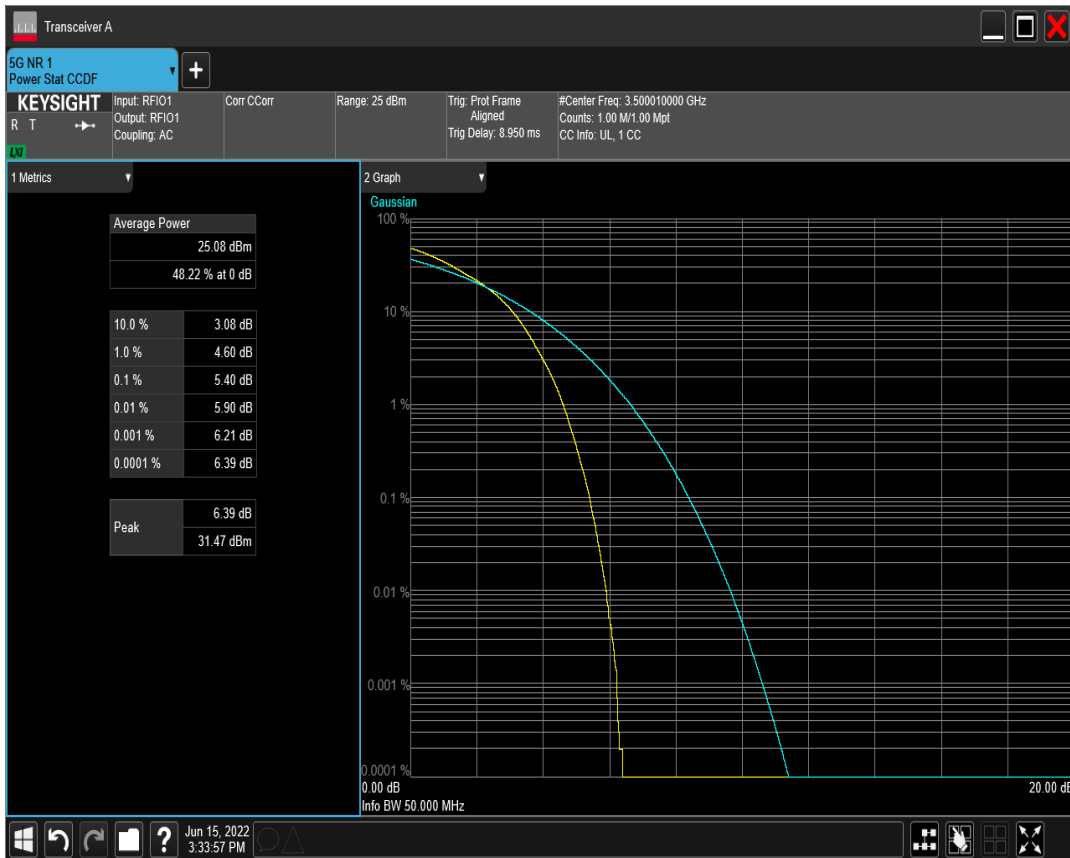 Transceiver A
5G NR 1
Power Stat CCDF
+
KEYSIGHT
R T
LXI
Input: RFIO1
Output: RFIO1
Coupling: AC
Corr CCorr
Range: 25 dBm
Trig: Prot Frame
Aligned
Trig Delay: 8.950 ms
#Center Freq: 3.500010000 GHz
Counts: 1.00 M/1.00 Mpt
CC Info: UL, 1 CC
1 Metrics
Average Power
25.08 dBm
48.22 % at 0 dB
10.0 % 3.08 dB
1.0 % 4.60 dB
0.1 % 5.40 dB
0.01 % 5.90 dB
0.001 % 6.21 dB
0.0001 % 6.39 dB
Peak
6.39 dB
31.47 dBm
2 Graph
Gaussian
100 %
10 %
1 %
0.1 %
0.01 %
0.001 %
0.0001 %
0.00 dB
20.00 dB
Info BW 50.000 MHz
?
Jun 15, 2022
3:33:57 PM